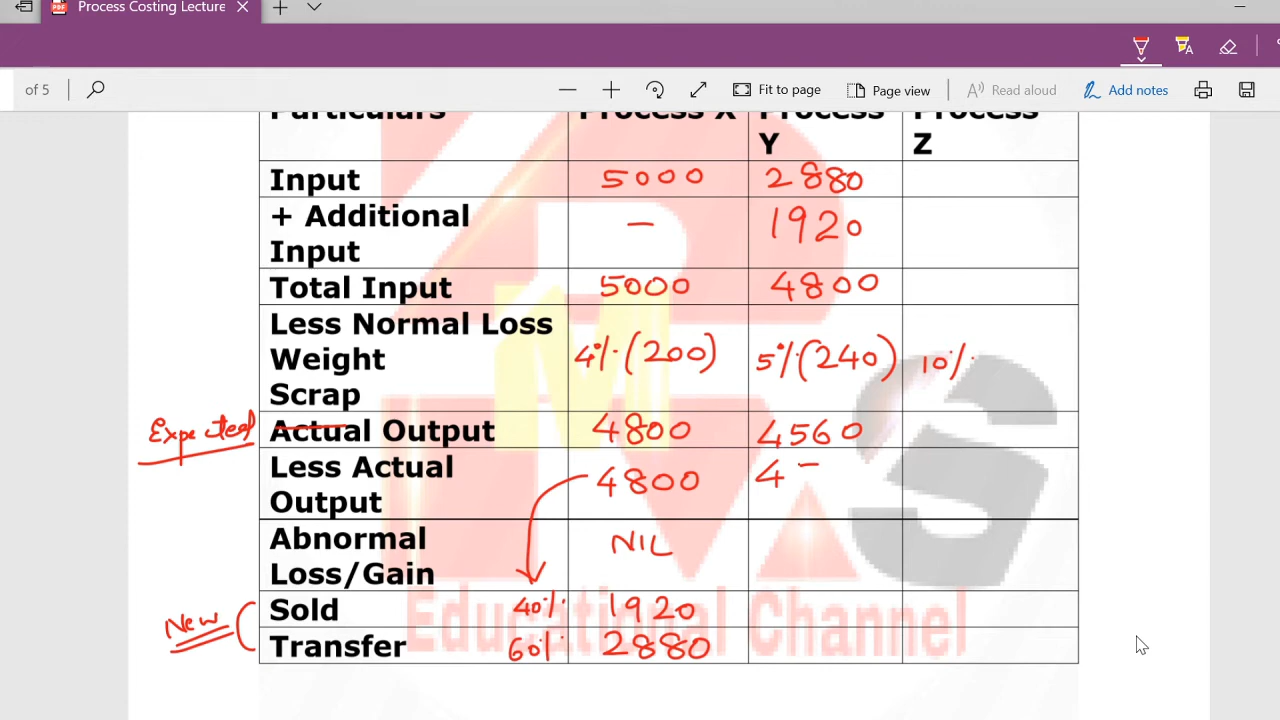 Process Costing Lecture
of 5
Fit to page
Page view
Read aloud
Add notes
Particulars Process X Process Y Process Z
Input 5000 2880
+ Additional Input — 1920
Total Input 5000 4800
Less Normal Loss Weight Scrap 4% (200) 5% (240) 10%
Expected Actual Output 4800 4560
Less Actual Output 4800 4
Abnormal Loss/Gain NIL
New Sold 40% 1920
Transfer 60% 2880
Educational Channel